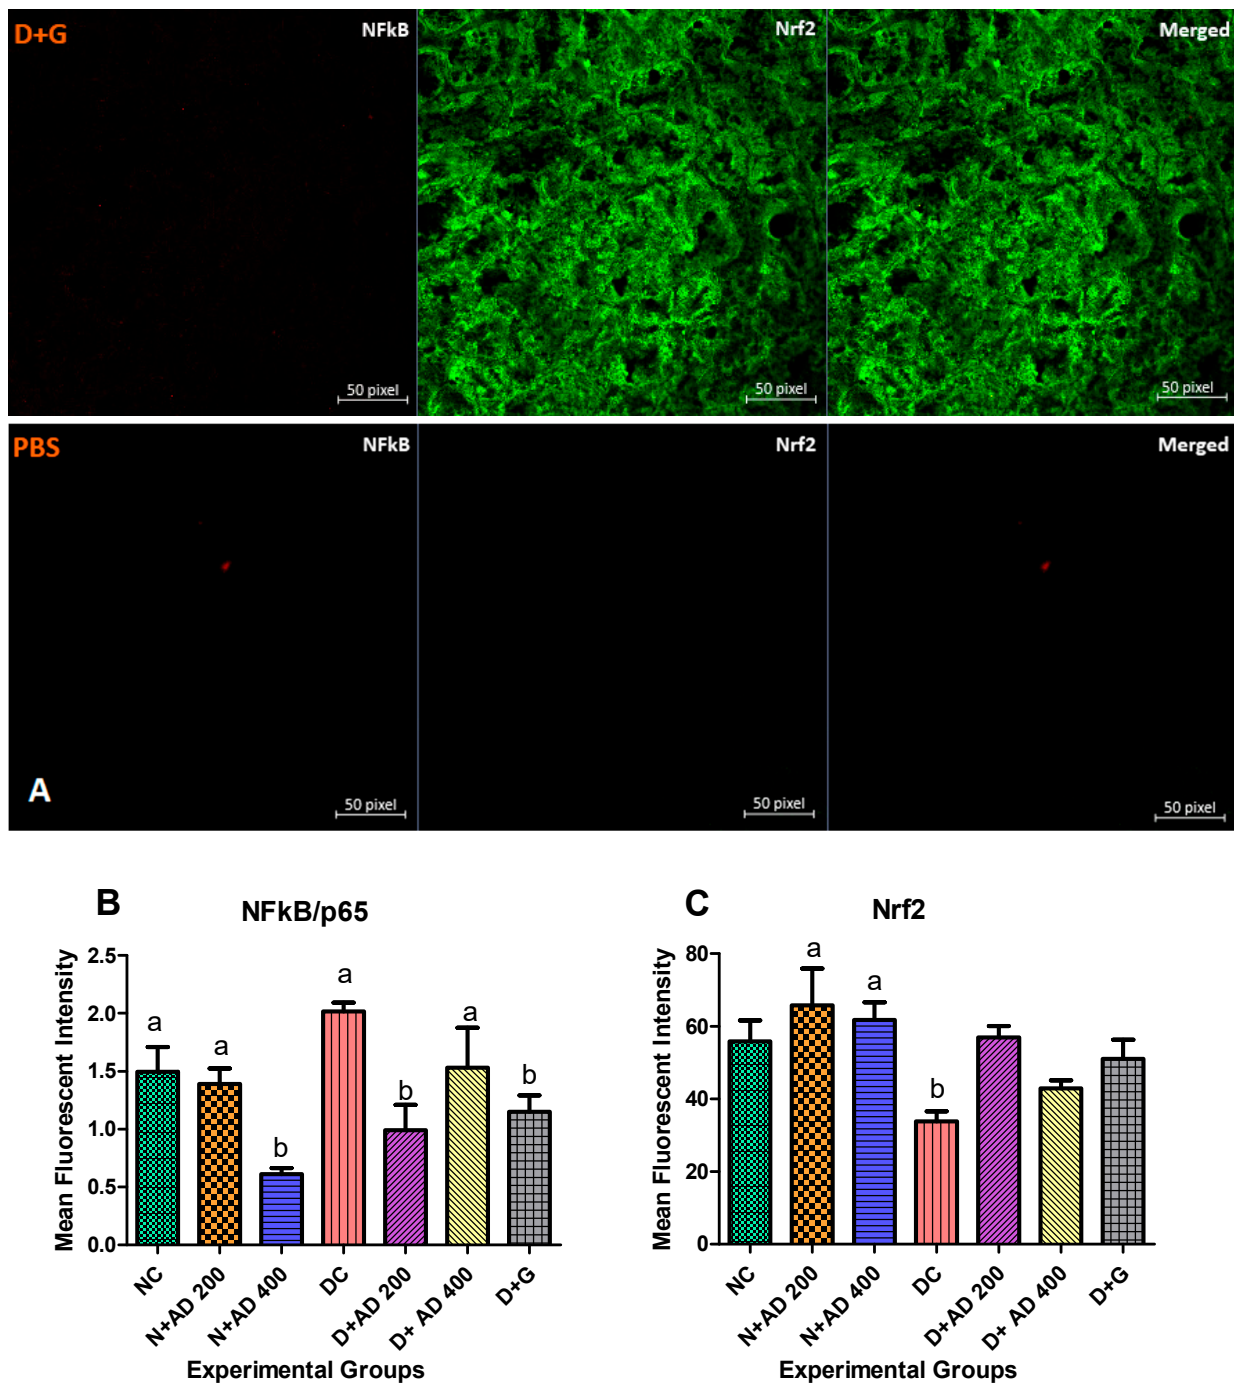 D+G NFkB Nrf2 Merged
50 pixel 50 pixel 50 pixel
PBS NFkB Nrf2 Merged
A
50 pixel 50 pixel 50 pixel
B NFkB/p65
Mean Fluorescent Intensity
2.5
2.0
1.5
1.0
0.5
0.0
a a b a b a b
NC N+AD 200 N+AD 400 DC D+AD 200 D+ AD 400 D+G
Experimental Groups
C Nrf2
Mean Fluorescent Intensity
80
60
40
20
0
a a b
NC N+AD 200 N+AD 400 DC D+AD 200 D+ AD 400 D+G
Experimental Groups